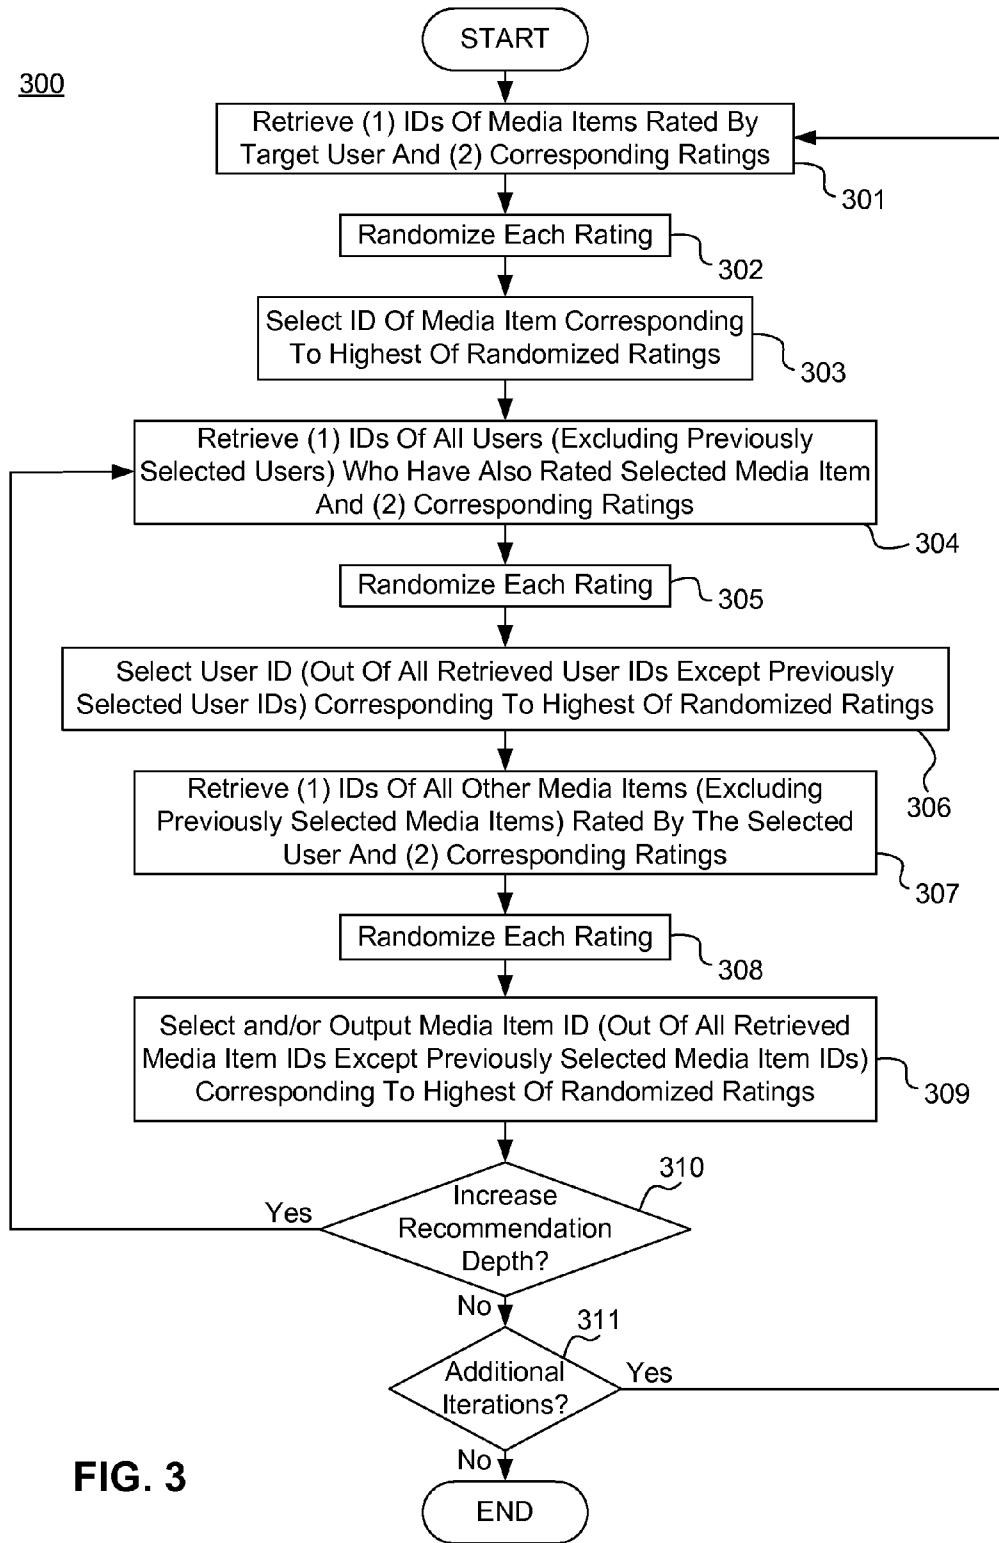 START
300
Retrieve (1) IDs Of Media Items Rated By
Target User And (2) Corresponding Ratings
301
Randomize Each Rating
302
Select ID Of Media Item Corresponding
To Highest Of Randomized Ratings
303
Retrieve (1) IDs Of All Users (Excluding Previously
Selected Users) Who Have Also Rated Selected Media Item
And (2) Corresponding Ratings
304
Randomize Each Rating
305
Select User ID (Out Of All Retrieved User IDs Except Previously
Selected User IDs) Corresponding To Highest Of Randomized Ratings
306
Retrieve (1) IDs Of All Other Media Items (Excluding
Previously Selected Media Items) Rated By The Selected
User And (2) Corresponding Ratings
307
Randomize Each Rating
308
Select and/or Output Media Item ID (Out Of All Retrieved
Media Item IDs Except Previously Selected Media Item IDs)
Corresponding To Highest Of Randomized Ratings
309
310
Increase
Recommendation
Depth?
Yes
No
311
Additional
Iterations?
Yes
No
FIG. 3
END